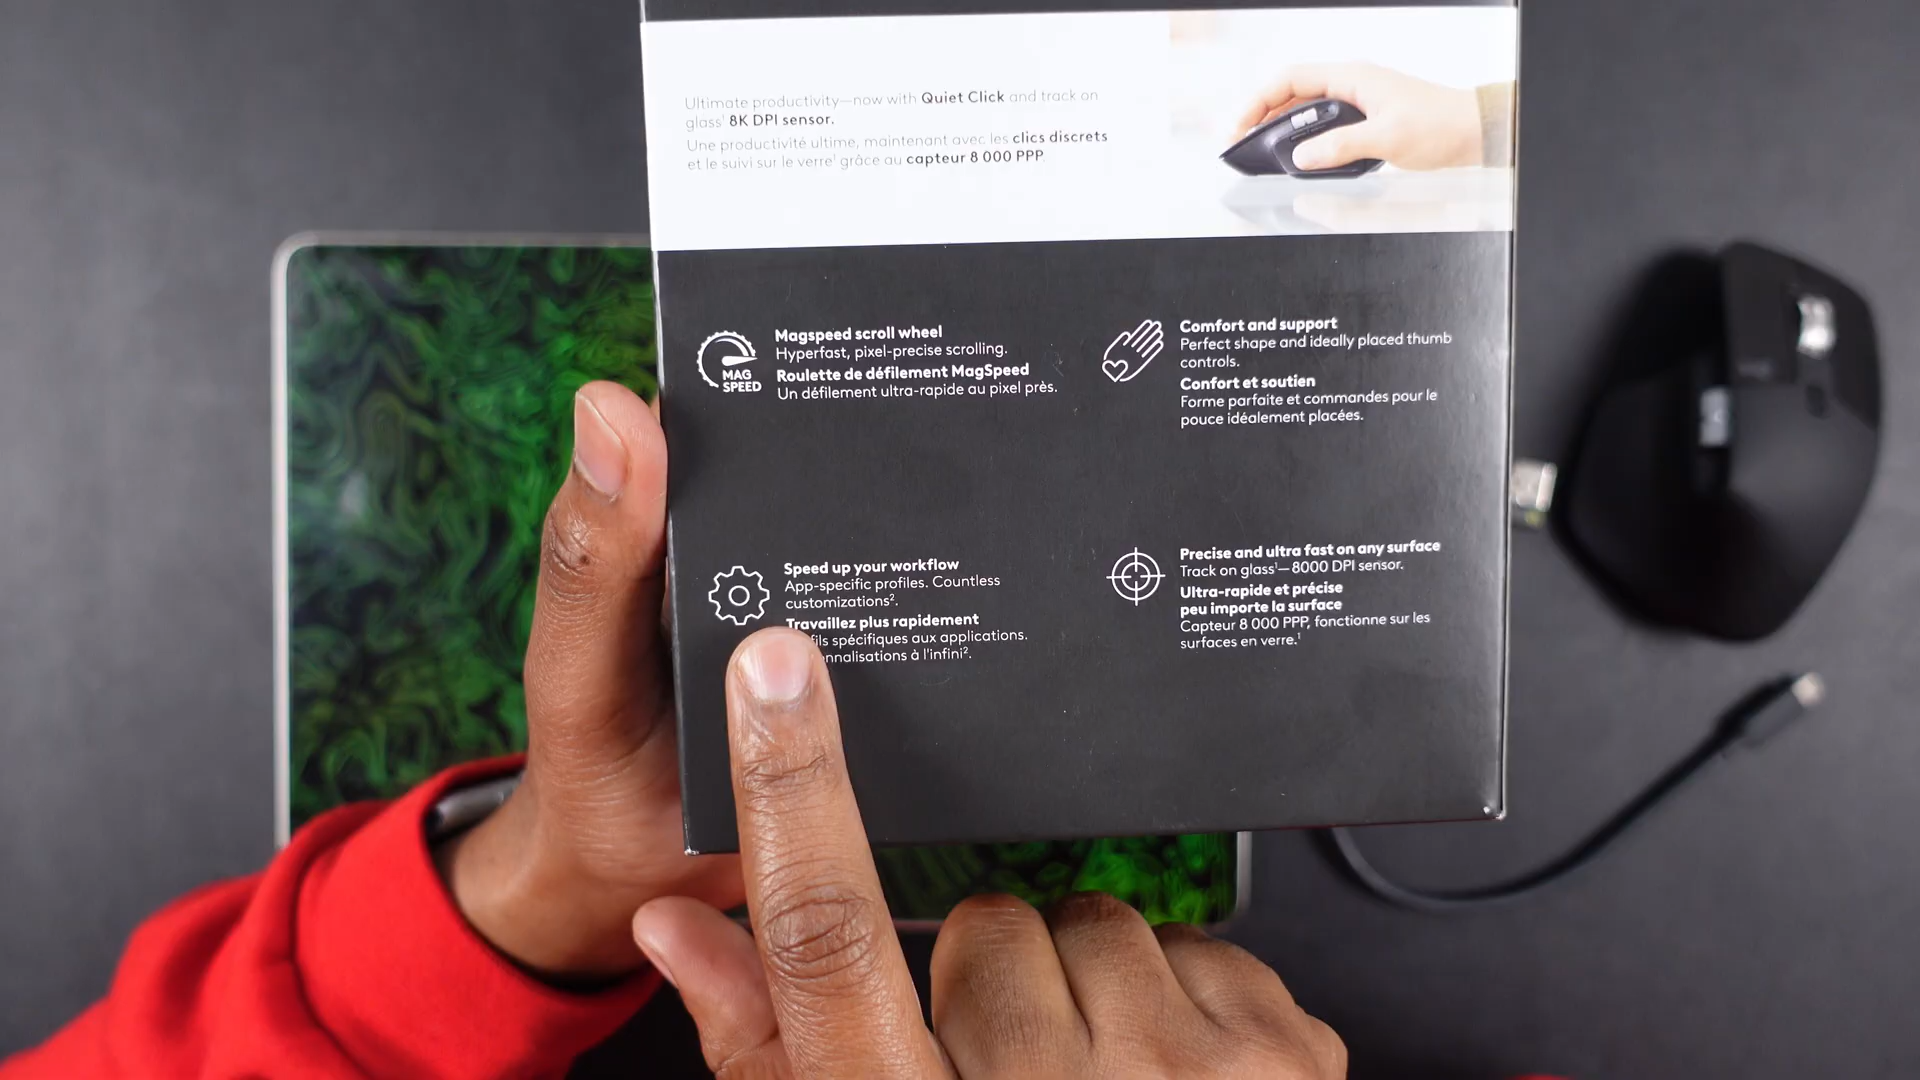 Ultimate productivity—now with Quiet Click and track on
glass¹ 8K DPI sensor.
Une productivité ultime, maintenant avec les clics discrets
et le suivi sur le verre¹ grâce au capteur 8 000 PPP.
MAG
SPEED
Magspeed scroll wheel
Hyperfast, pixel-precise scrolling.
Roulette de défilement MagSpeed
Un défilement ultra-rapide au pixel près.
Comfort and support
Perfect shape and ideally placed thumb
controls.
Confort et soutien
Forme parfaite et commandes pour le
pouce idéalement placées.
Speed up your workflow
App-specific profiles. Countless
customizations².
Travaillez plus rapidement
spécifiques aux applications.
à l'infini².
Precise and ultra fast on any surface
Track on glass¹—8000 DPI sensor.
Ultra-rapide et précise
peu importe la surface
Capteur 8 000 PPP, fonctionne sur les
surfaces en verre.¹